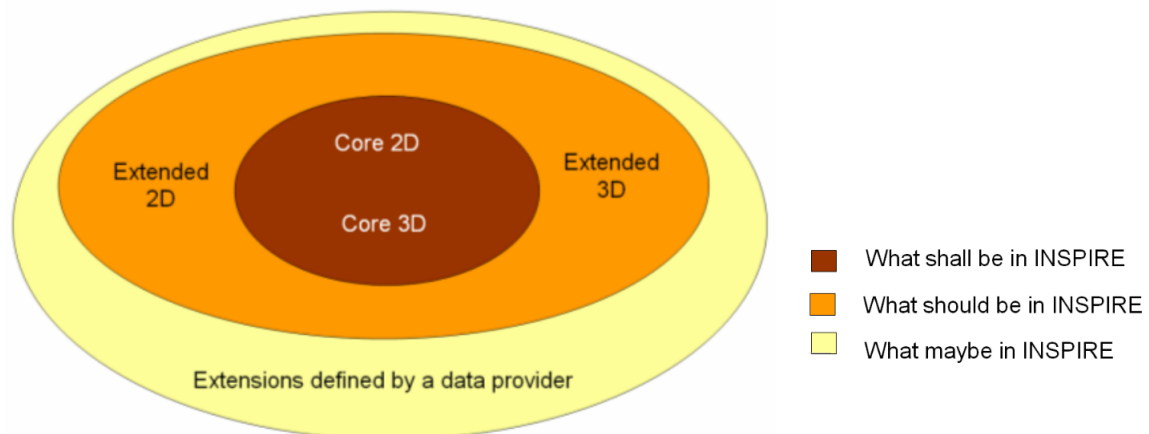 Core 2D
Extended
2D
Extended
3D
Core 3D
What shall be in INSPIRE
What should be in INSPIRE
What maybe in INSPIRE
Extensions defined by a data provider